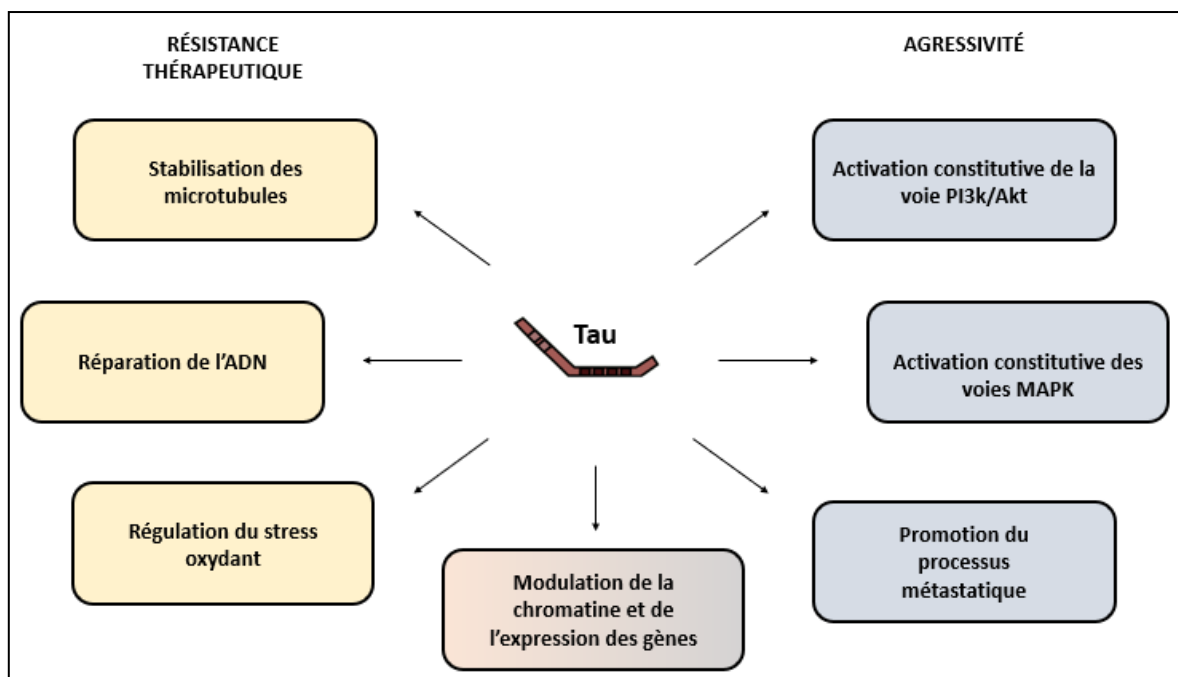 RÉSISTANCE
THÉRAPEUTIQUE
AGRESSIVITÉ
Stabilisation des
microtubules
Activation constitutive de la
voie PI3k/Akt
Tau
Réparation de l’ADN
Activation constitutive des
voies MAPK
Régulation du stress
oxydant
Modulation de la
chromatine et de
l’expression des gènes
Promotion du
processus
métastatique